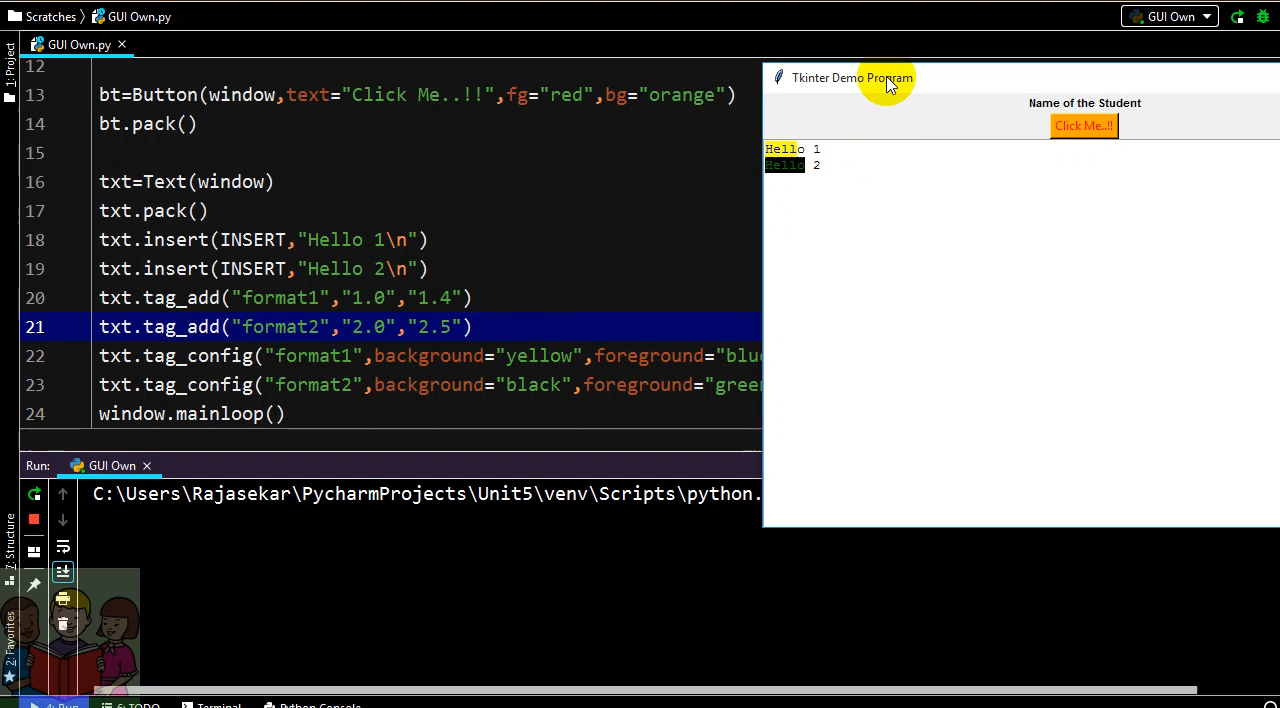 Scratches GUI Own.py
GUI Own
1: Project
GUI Own.py
12
13 bt=Button(window,text="Click Me..!!",fg="red",bg="orange")
14 bt.pack()
15
16 txt=Text(window)
17 txt.pack()
18 txt.insert(INSERT,"Hello 1\n")
19 txt.insert(INSERT,"Hello 2\n")
20 txt.tag_add("format1","1.0","1.4")
21 txt.tag_add("format2","2.0","2.5")
22 txt.tag_config("format1",background="yellow",foreground="blu
23 txt.tag_config("format2",background="black",foreground="green
24 window.mainloop()
Tkinter Demo Program
Name of the Student
Click Me..!!
Hello 1
Hello 2
Run: GUI Own
C:\Users\Rajasekar\PycharmProjects\Unit5\venv\Scripts\python.
7: Structure
2: Favorites
4: Run 6: TODO Terminal Python Console